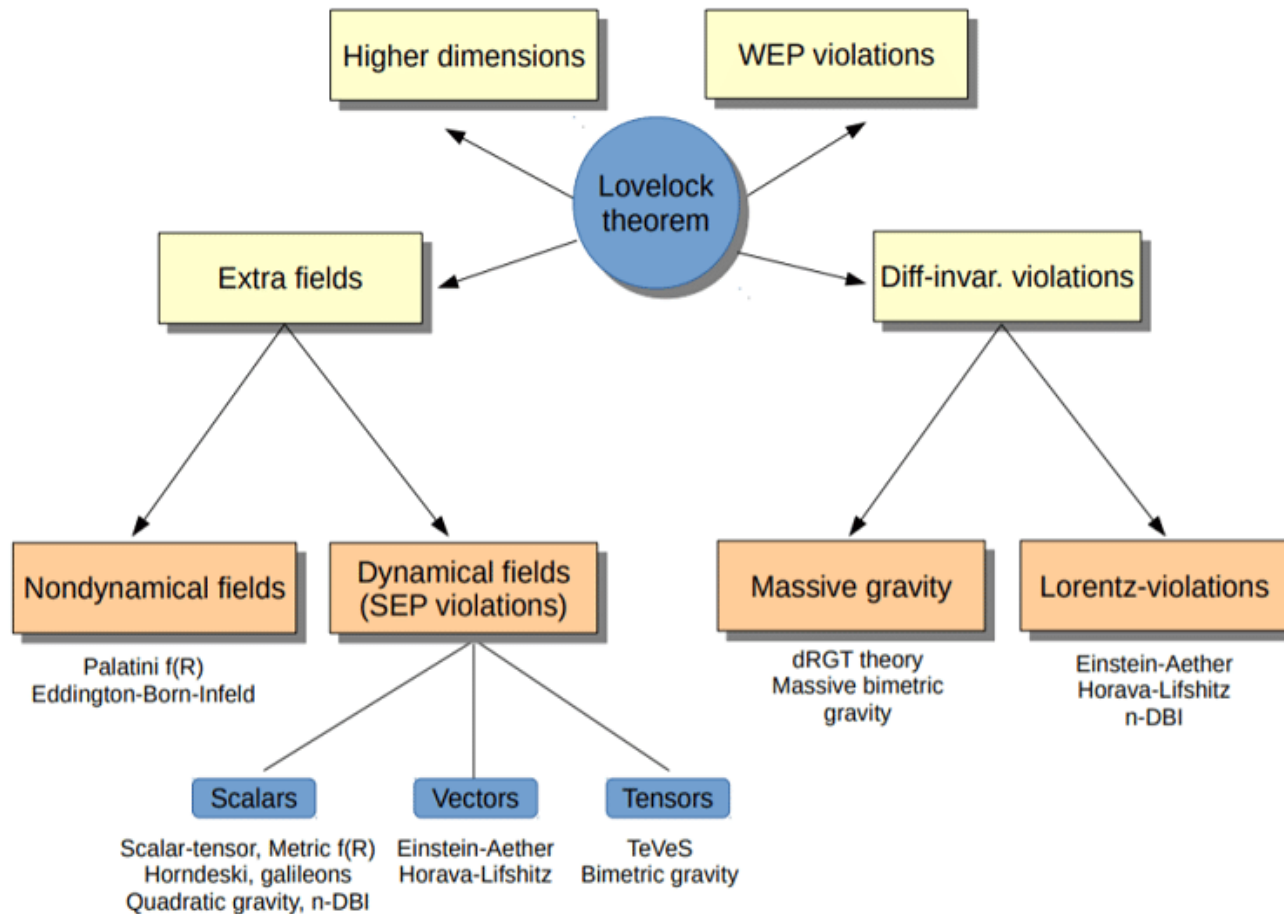 Higher dimensions
WEP violations
Lovelock
theorem
Extra fields
Diff-invar. violations
Nondynamical fields
Dynamical fields
(SEP violations)
Massive gravity
Lorentz-violations
Palatini f(R)
Eddington-Born-Infeld
dRGT theory
Massive bimetric
gravity
Einstein-Aether
Horava-Lifshitz
n-DBI
Scalars
Vectors
Tensors
Scalar-tensor, Metric f(R)
Horndeski, galileons
Quadratic gravity, n-DBI
Einstein-Aether
Horava-Lifshitz
TeVeS
Bimetric gravity